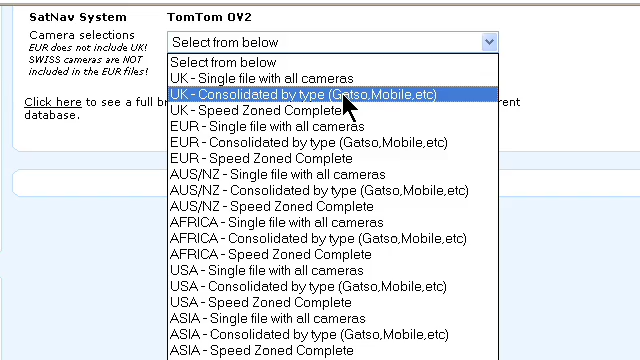 SatNav System TomTom OV2
Camera selections
EUR does not include UK!
SWISS cameras are NOT
included in the EUR files!
Select from below
Select from below
UK - Single file with all cameras
UK - Consolidated by type (Gatso,Mobile,etc)
UK - Speed Zoned Complete
EUR - Single file with all cameras
EUR - Consolidated by type (Gatso,Mobile,etc)
EUR - Speed Zoned Complete
AUS/NZ - Single file with all cameras
AUS/NZ - Consolidated by type (Gatso,Mobile,etc)
AUS/NZ - Speed Zoned Complete
AFRICA - Single file with all cameras
AFRICA - Consolidated by type (Gatso,Mobile,etc)
AFRICA - Speed Zoned Complete
USA - Single file with all cameras
USA - Consolidated by type (Gatso,Mobile,etc)
USA - Speed Zoned Complete
ASIA - Single file with all cameras
ASIA - Consolidated by type (Gatso,Mobile,etc)
ASIA - Speed Zoned Complete
Click here to see a full
database.